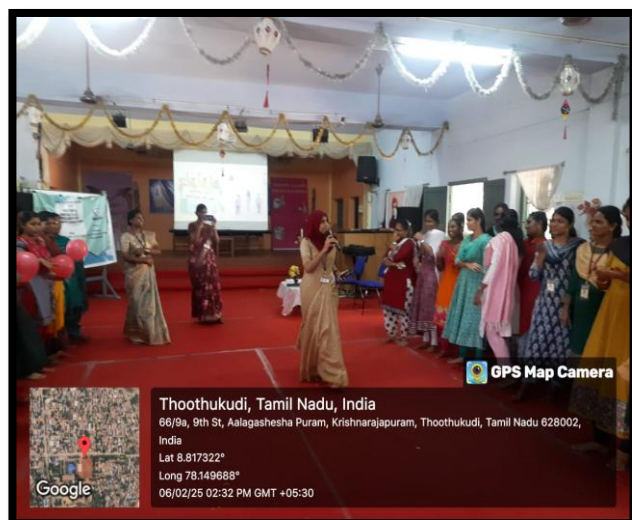 GPS Map Camera
Thoothukudi, Tamil Nadu, India
66/9a, 9th St, Aalagashesha Puram, Krishnarajapuram, Thoothukudi, Tamil Nadu 628002,
India
Lat 8.817322°
Long 78.149688°
06/02/25 02:32 PM GMT +05:30
Google